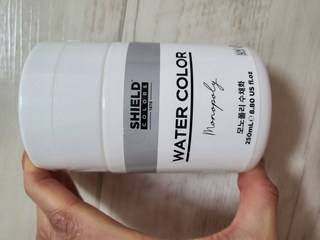 SHIELD
COLORS
WATER COLOR
Monopoly
모노폴리 수채화
250mL 8.80 US fl.oz